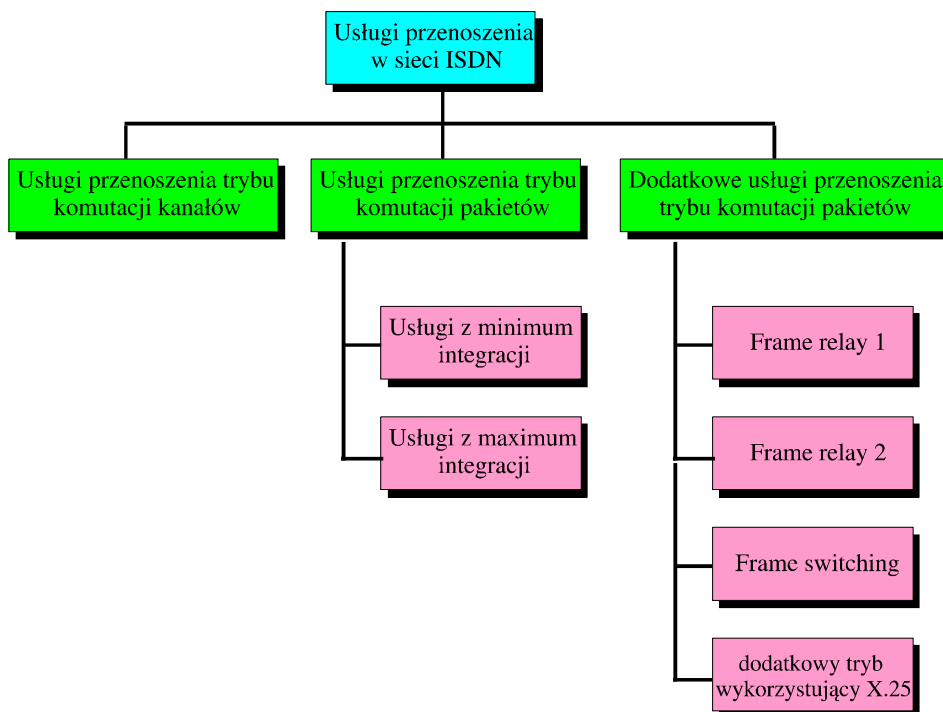 Usługi przenoszenia
w sieci ISDN
Usługi przenoszenia trybu
komutacji kanałów
Usługi przenoszenia trybu
komutacji pakietów
Dodatkowe usługi przenoszenia
trybu komutacji pakietów
Usługi z minimum
integracji
Usługi z maximum
integracji
Frame relay 1
Frame relay 2
Frame switching
dodatkowy tryb
wykorzystujący X.25